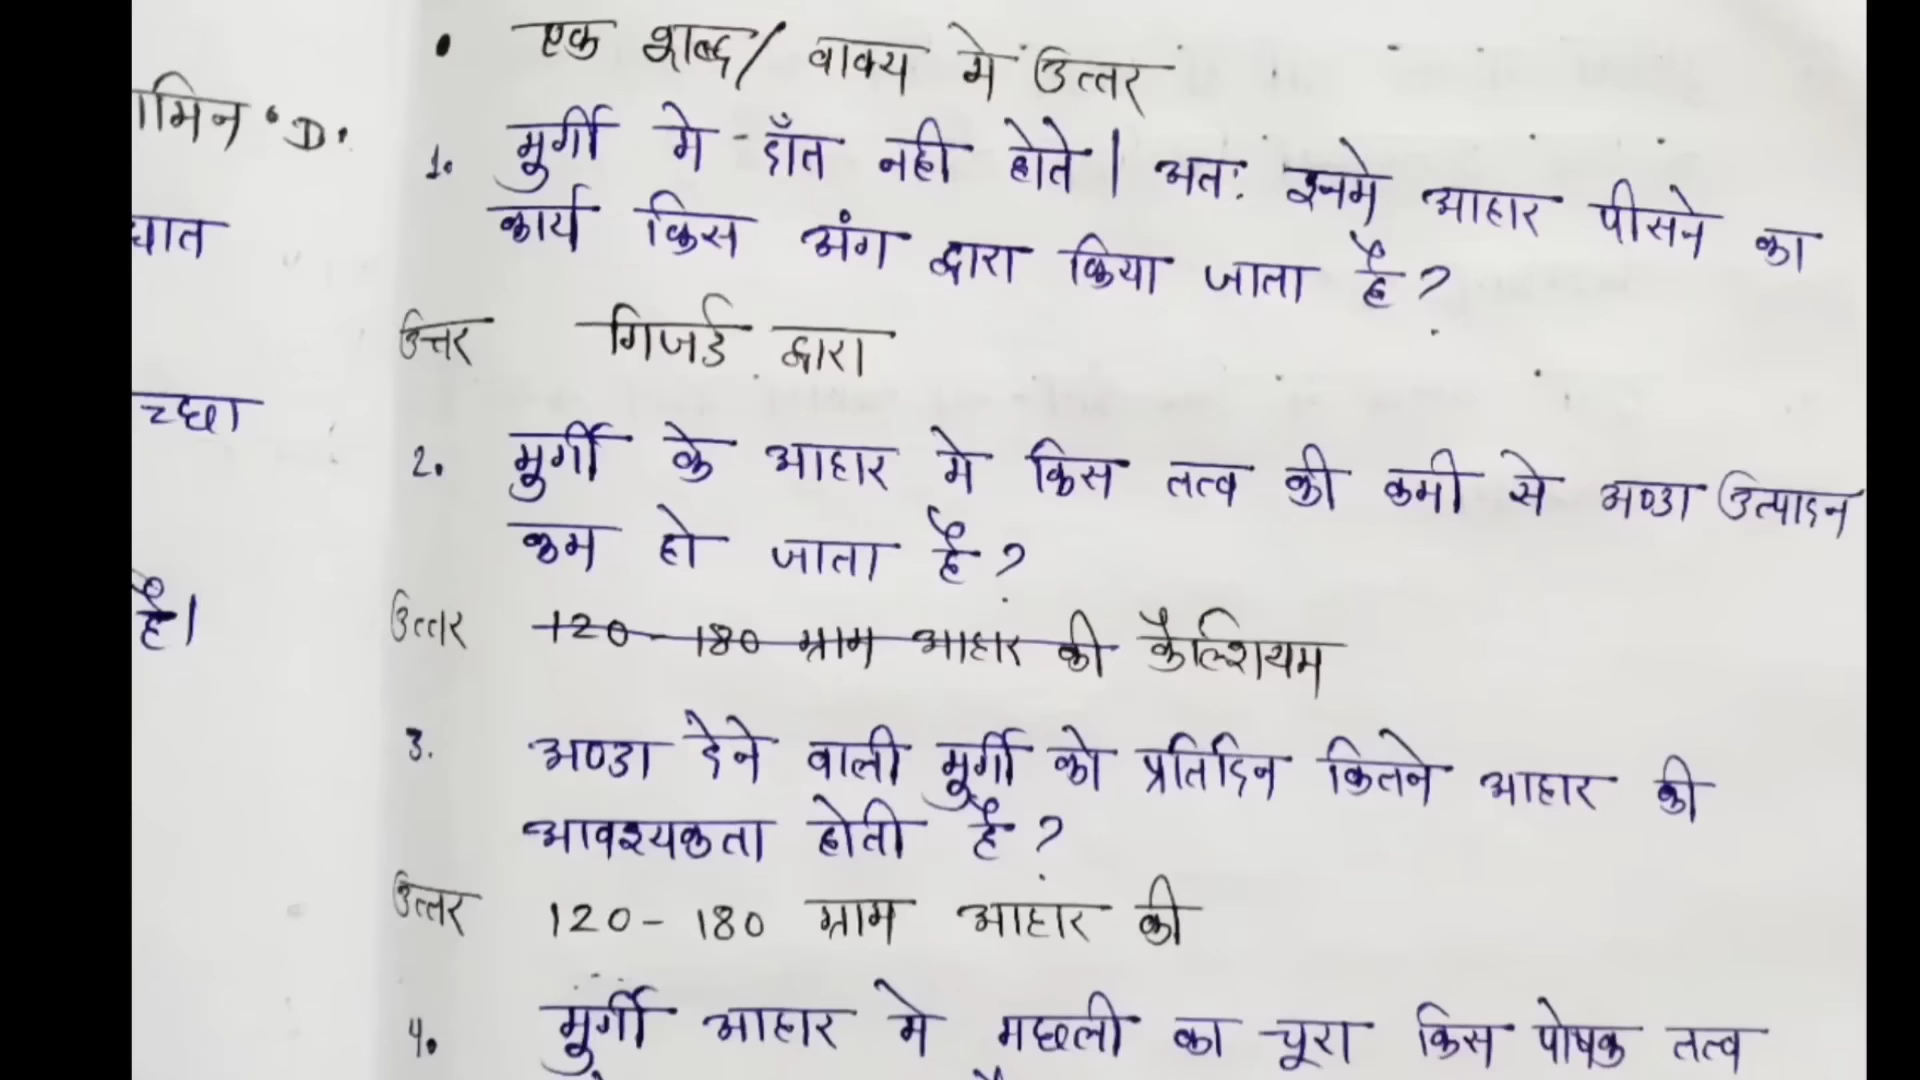 • एक शब्द/ वाक्य मे उत्तर
ामिन 'D'
1. मुर्गी मे दाँत नही होते। अतः इनमे आहार पीसने का
कार्य किस अंग द्वारा किया जाता है?
घात
उत्तर गिजर्ड द्वारा
च्छा
2. मुर्गी के आहार मे किस तत्व की कमी से अण्डा उत्पादन
कम हो जाता है?
है।
उत्तर 120-180 ग्राम आहार की कैल्शियम
3. अण्डा देने वाली मुर्गी को प्रतिदिन कितने आहार की
आवश्यकता होती है?
उत्तर 120-180 ग्राम आहार की
4. मुर्गी आहार मे मछली का चूरा किस पोषक तत्व